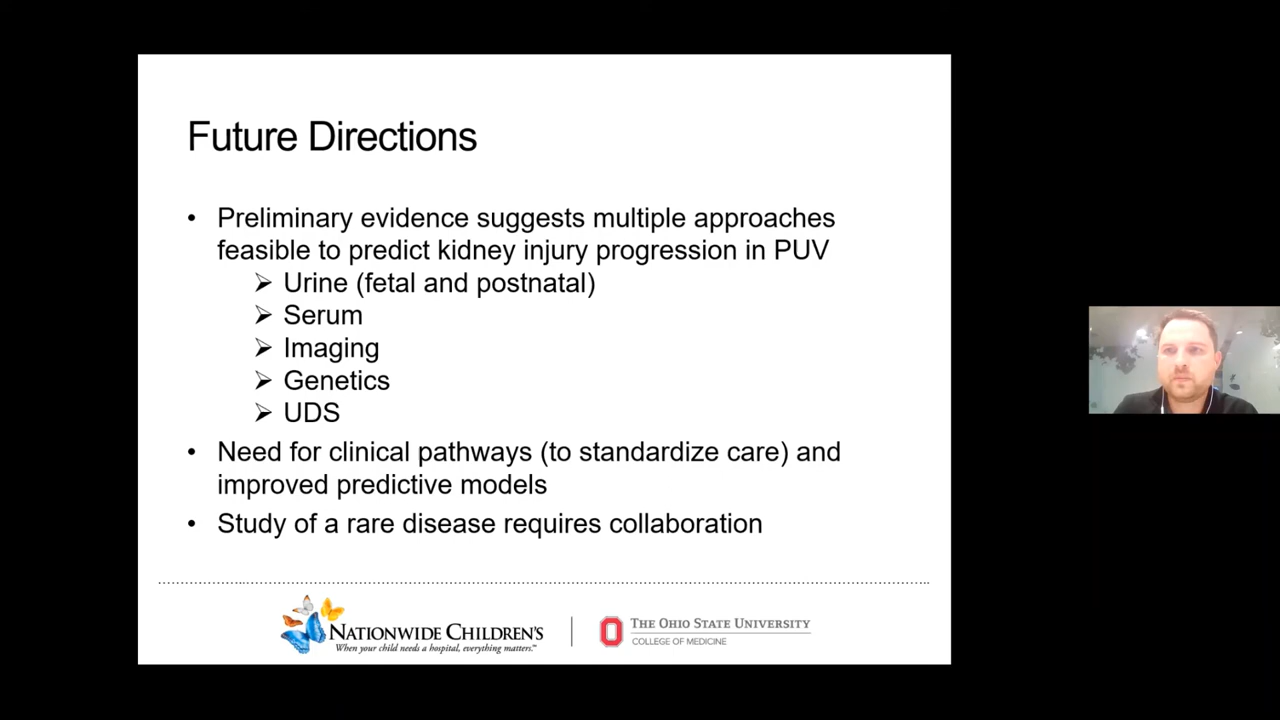 Future Directions
• Preliminary evidence suggests multiple approaches
feasible to predict kidney injury progression in PUV
➢ Urine (fetal and postnatal)
➢ Serum
➢ Imaging
➢ Genetics
➢ UDS
• Need for clinical pathways (to standardize care) and
improved predictive models
• Study of a rare disease requires collaboration
NATIONWIDE CHILDREN'S
When your child needs a hospital, everything matters.™
THE OHIO STATE UNIVERSITY
COLLEGE OF MEDICINE